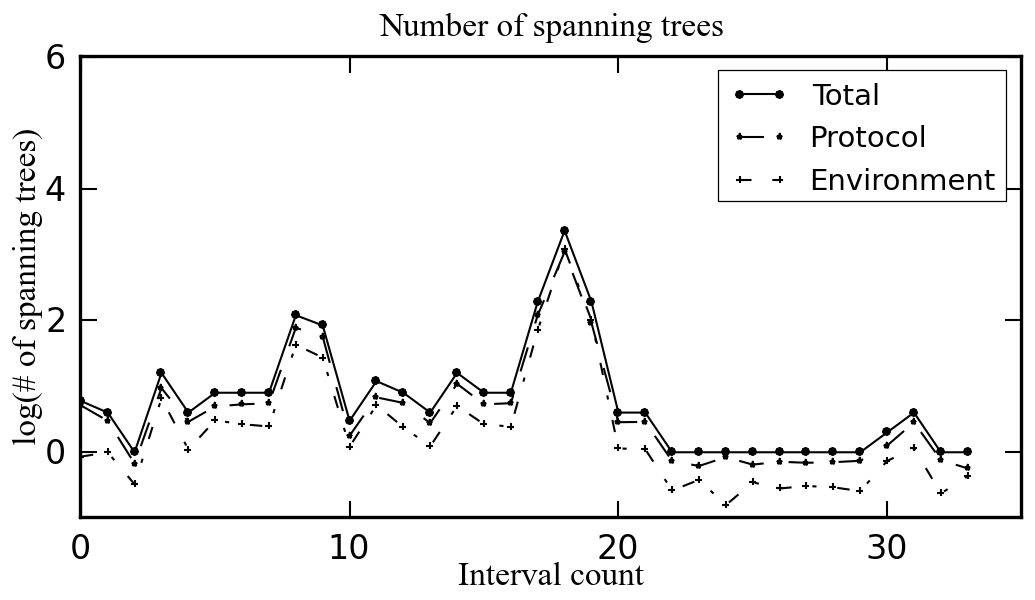 Number of spanning trees
6
4
2
0
log(# of spanning trees)
Total
Protocol
Environment
0 10 20 30
Interval count